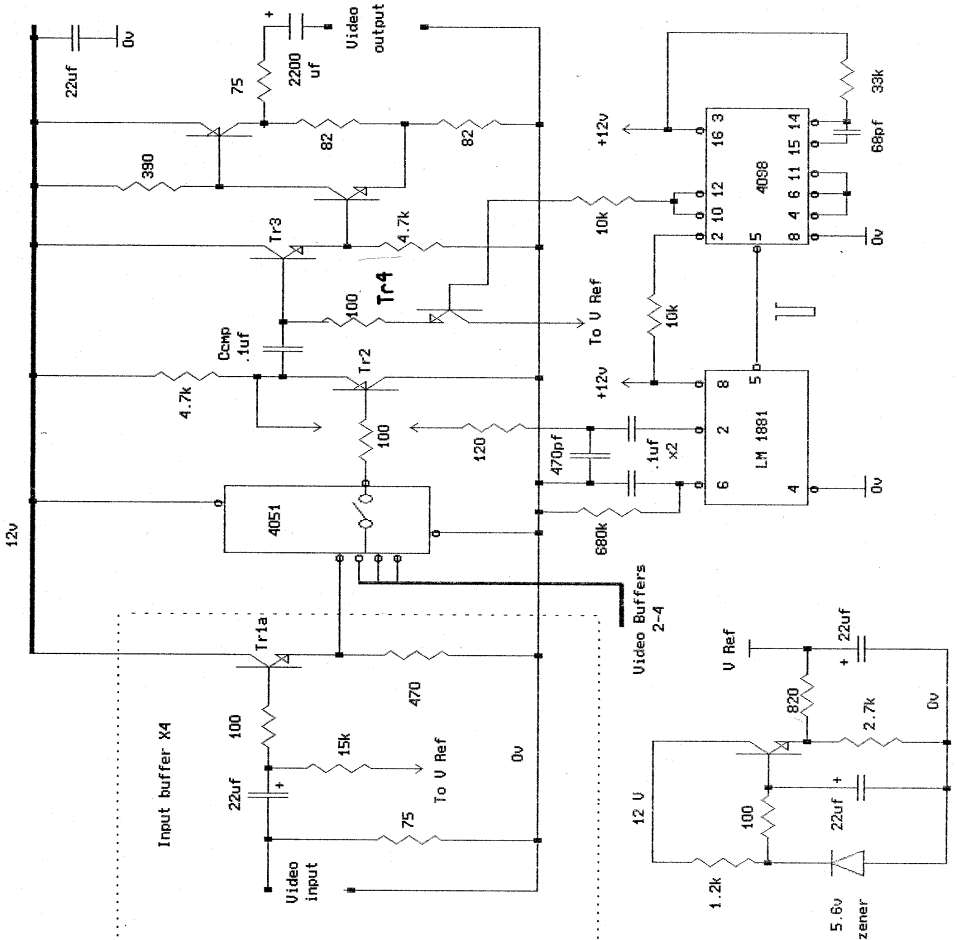 12v
22uf
0v
390
75
+
2200
uf
Video
output
82
82
Tr3
4.7k
100
Tr4
To V Ref
Ccmp
.1uf
4.7k
Tr2
100
4051
120
470pf
.1uf
x2
680k
+12v
10k
8
2
6
5
LM 1881
4
0v
10k
+12v
16 3
12
10
2
5
4098
14
15
11
6
4
8
0v
68pf
33k
Input buffer X4
Tr1a
100
22uf
+
15k
To V Ref
470
75
0v
Video
input
Video Buffers
2-4
12 V
1.2k
100
22uf +
5.6v
zener
820
2.7k
V Ref
+
22uf
0v